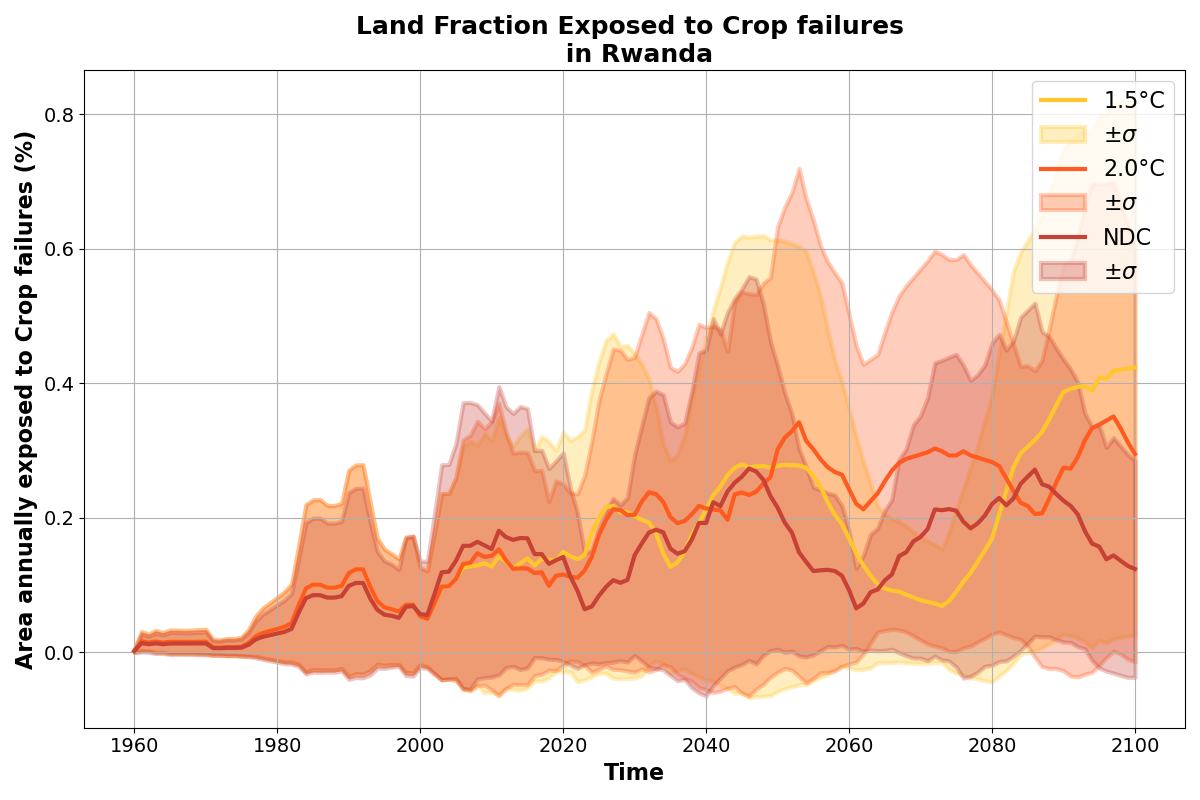 Land Fraction Exposed to Crop failures
in Rwanda
Area annually exposed to Crop failures (%)
0.8
0.6
0.4
0.2
0.0
1.5°C
±σ
2.0°C
±σ
NDC
±σ
1960 1980 2000 2020 2040 2060 2080 2100
Time